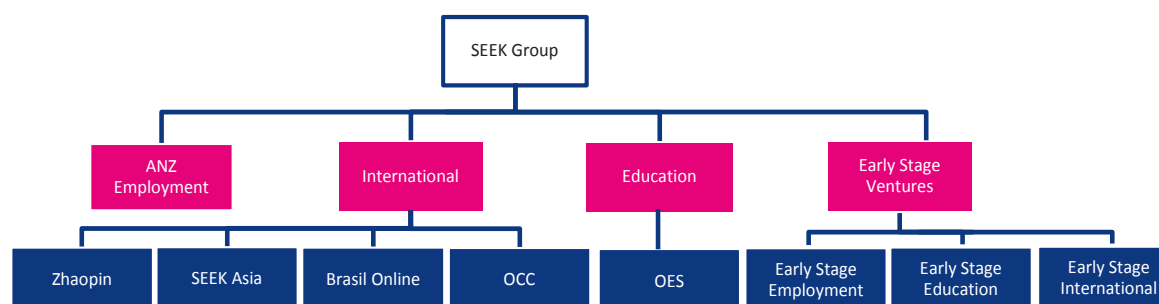 SEEK Group
ANZ
Employment
International
Education
Early Stage
Ventures
Zhaopin
SEEK Asia
Brasil Online
OCC
OES
Early Stage
Employment
Early Stage
Education
Early Stage
International